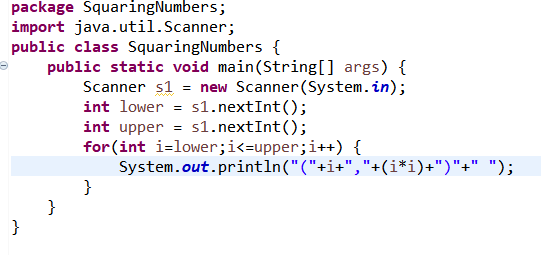 package SquaringNumbers;
import java.util.Scanner;
public class SquaringNumbers {
    public static void main(String[] args) {
        Scanner s1 = new Scanner(System.in);
        int lower = s1.nextInt();
        int upper = s1.nextInt();
        for(int i=lower;i<=upper;i++) {
            System.out.println("("+i+","+(i*i)+")"+" ");
        }
    }
}